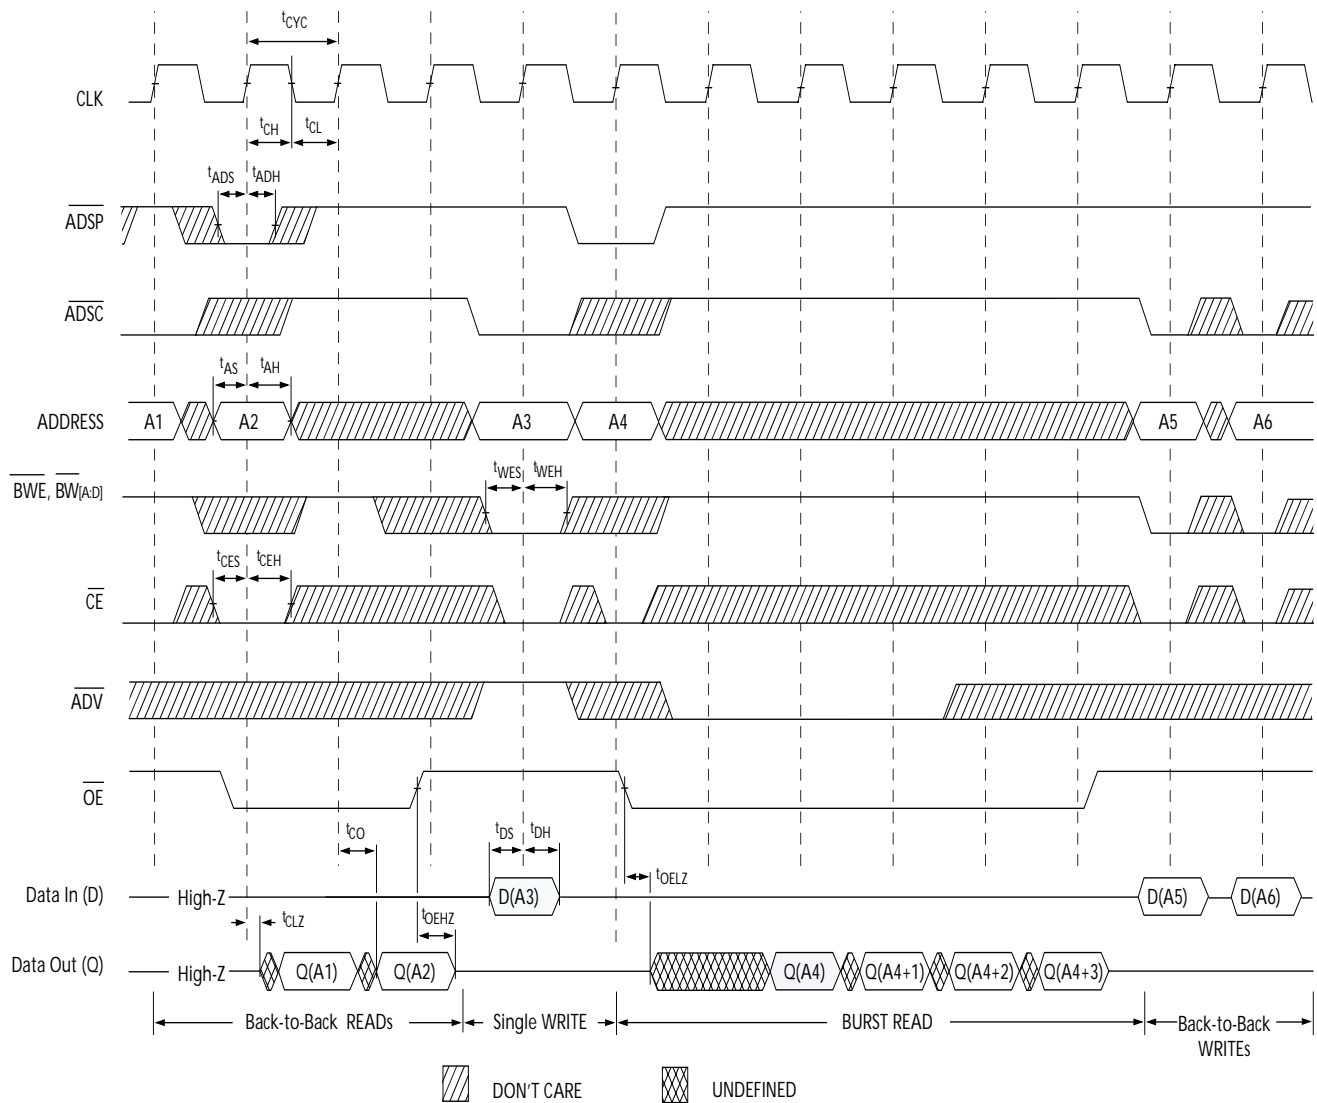 tCYC
CLK
tCH tCL
tADS tADH
ADSP
ADSC
tAS tAH
ADDRESS A1 A2 A3 A4 A5 A6
tWES tWEH
BWE, BW[A:D]
tCES tCEH
CE
ADV
OE
tCO tDS tDH
tOELZ
Data In (D) High-Z D(A3) D(A5) D(A6)
tCLZ tOEHZ
Data Out (Q) High-Z Q(A1) Q(A2) Q(A4) Q(A4+1) Q(A4+2) Q(A4+3)
Back-to-Back READs Single WRITE BURST READ Back-to-Back
WRITEs
DON'T CARE UNDEFINED